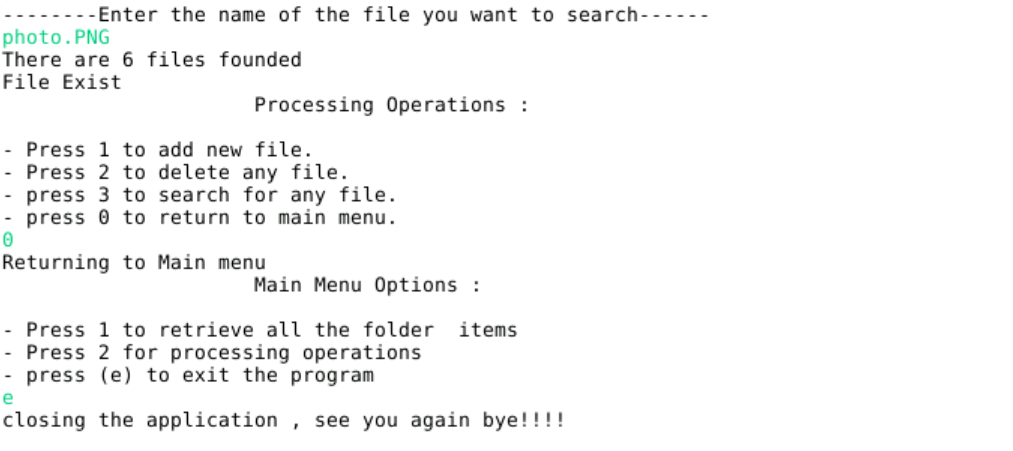 --------Enter the name of the file you want to search------
photo.PNG
There are 6 files founded
File Exist
Processing Operations :
- Press 1 to add new file.
- Press 2 to delete any file.
- press 3 to search for any file.
- press 0 to return to main menu.
0
Returning to Main menu
Main Menu Options :
- Press 1 to retrieve all the folder  items
- Press 2 for processing operations
- press (e) to exit the program
e
closing the application , see you again bye!!!!